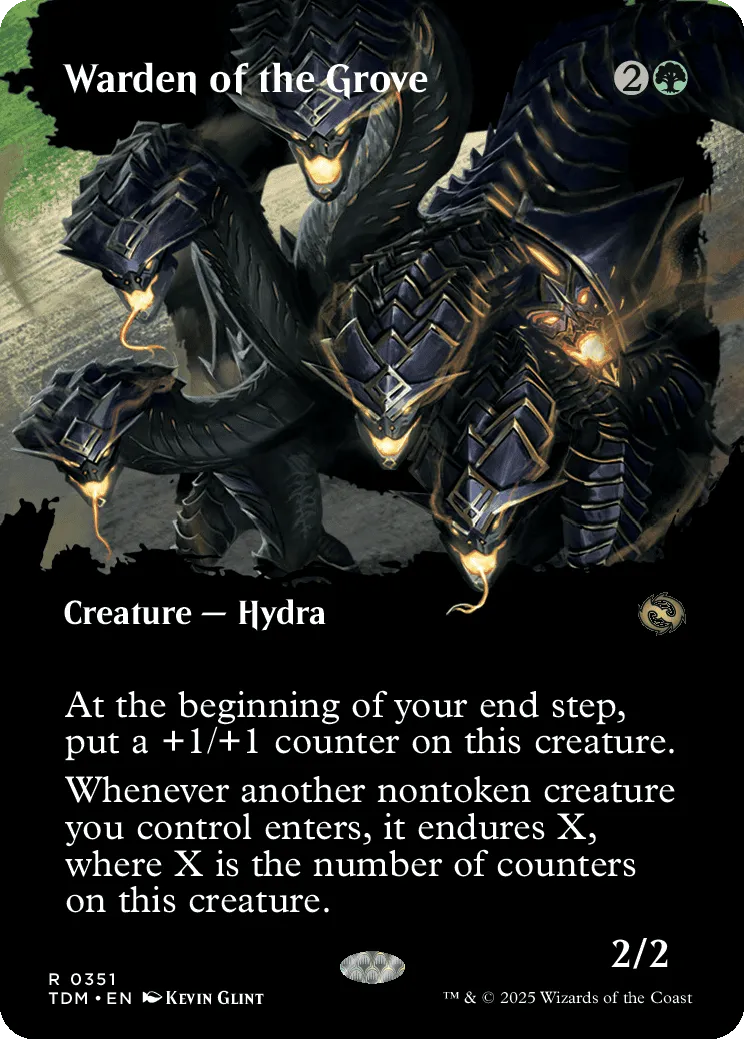 Warden of the Grove 2
Creature — Hydra
At the beginning of your end step,
put a +1/+1 counter on this creature.
Whenever another nontoken creature
you control enters, it endures X,
where X is the number of counters
on this creature.
2/2
R 0351
TDM • EN Kevin Glint
™ & © 2025 Wizards of the Coast